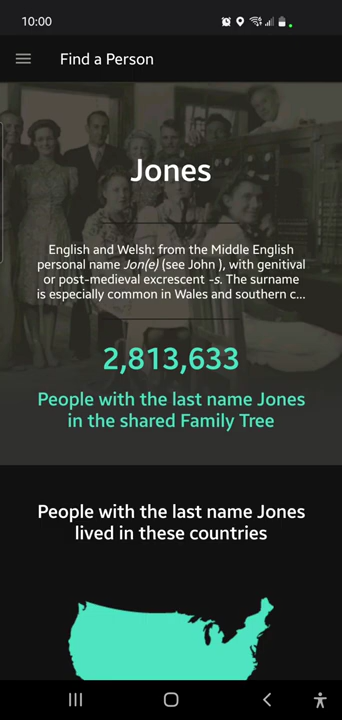 10:00
Find a Person
Jones
English and Welsh: from the Middle English
personal name Jon(e) (see John ), with genitival
or post-medieval excrescent -s. The surname
is especially common in Wales and southern c...
2,813,633
People with the last name Jones
in the shared Family Tree
People with the last name Jones
lived in these countries